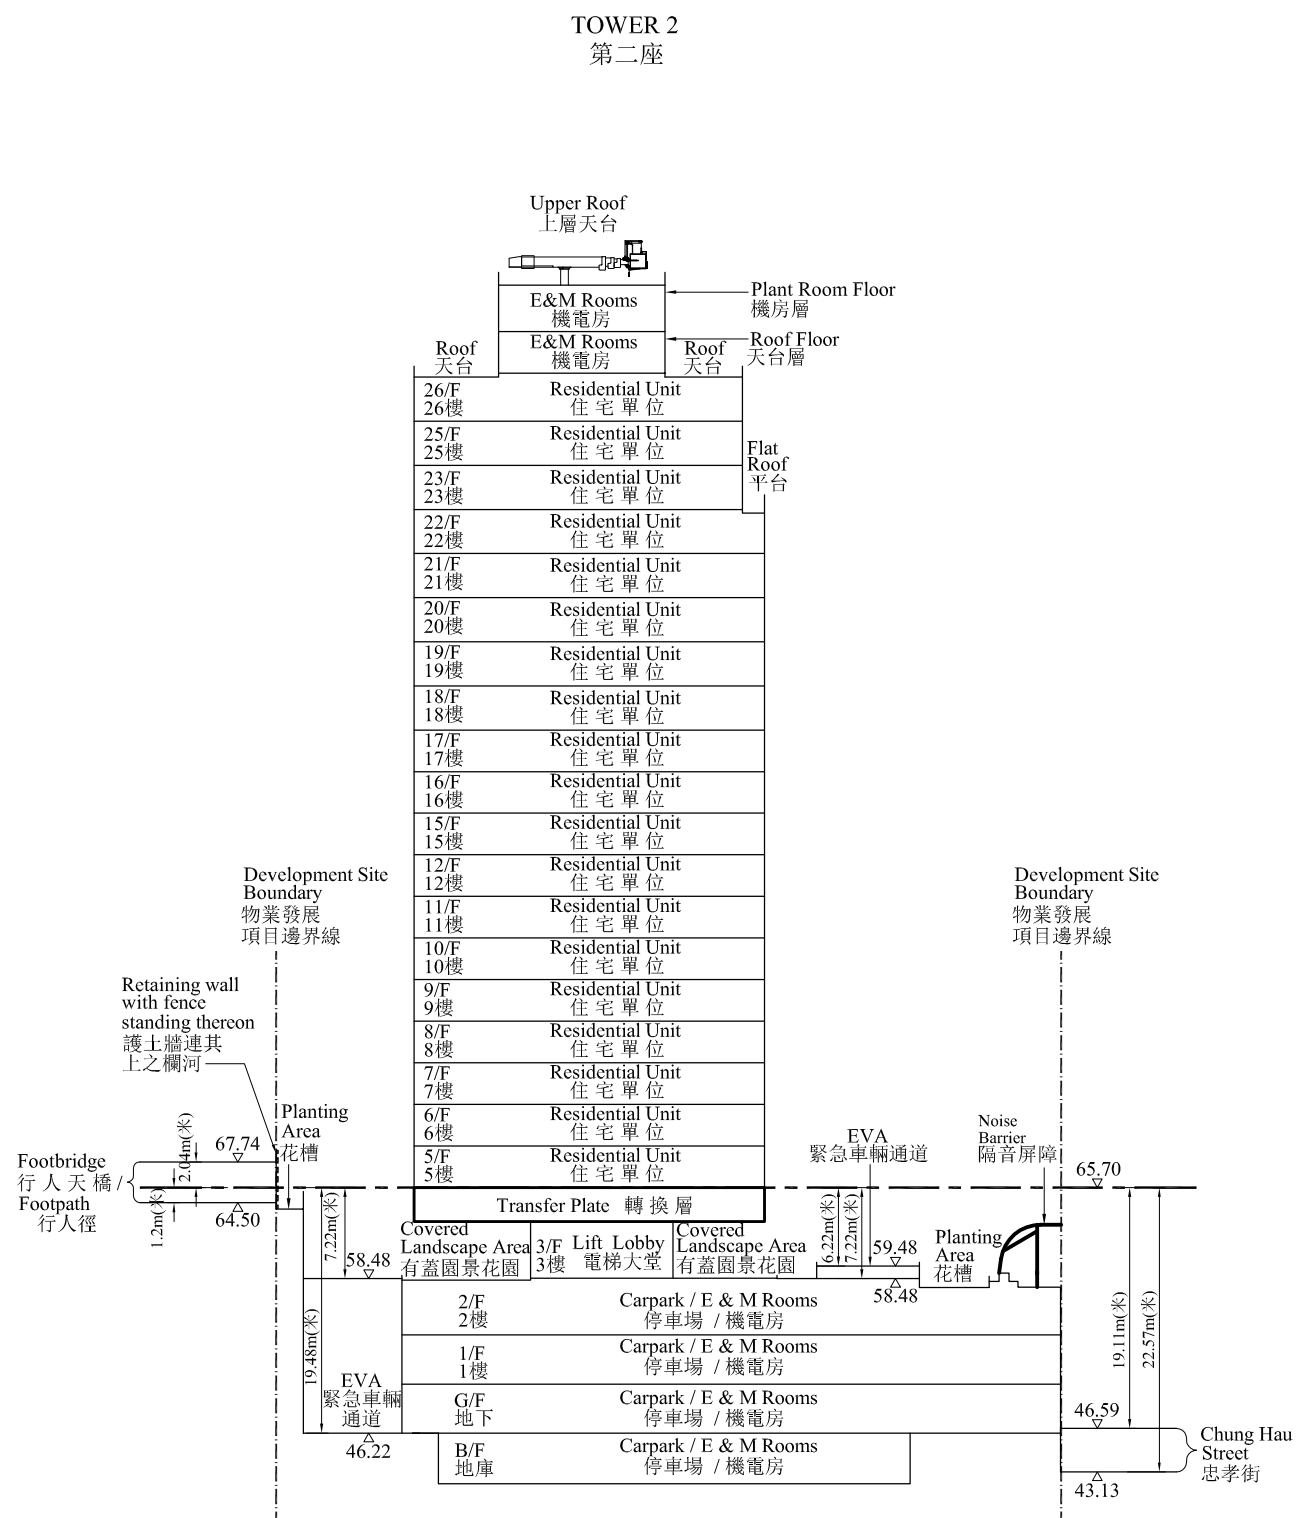 TOWER 2
第二座
Upper Roof
上層天台
Plant Room Floor
機房層
E&M Rooms
機電房
Roof Floor
天台層
E&M Rooms
機電房
Roof
天台
Roof
天台
26/F Residential Unit
26樓 住宅單位
25/F Residential Unit
25樓 住宅單位
Flat
Roof
平台
23/F Residential Unit
23樓 住宅單位
22/F Residential Unit
22樓 住宅單位
21/F Residential Unit
21樓 住宅單位
20/F Residential Unit
20樓 住宅單位
19/F Residential Unit
19樓 住宅單位
18/F Residential Unit
18樓 住宅單位
17/F Residential Unit
17樓 住宅單位
16/F Residential Unit
16樓 住宅單位
15/F Residential Unit
15樓 住宅單位
12/F Residential Unit
12樓 住宅單位
11/F Residential Unit
11樓 住宅單位
10/F Residential Unit
10樓 住宅單位
9/F Residential Unit
9樓 住宅單位
8/F Residential Unit
8樓 住宅單位
7/F Residential Unit
7樓 住宅單位
6/F Residential Unit
6樓 住宅單位
5/F Residential Unit
5樓 住宅單位
Development Site
Boundary
物業發展
項目邊界線
Development Site
Boundary
物業發展
項目邊界線
Retaining wall
with fence
standing thereon
護土牆連其
上之欄河
Planting
Area
花槽
67.74
2.04m(米)
Footbridge
行人天橋/
Footpath
行人徑
1.2m(米)
64.50
EVA
緊急車輛通道
Noise
Barrier
隔音屏障
65.70
Transfer Plate 轉換層
7.22m(米)
58.48
Covered
Landscape Area
有蓋園景花園
3/F Lift Lobby
3樓 電梯大堂
Covered
Landscape Area
有蓋園景花園
6.22m(米)
7.22m(米)
59.48
58.48
Planting
Area
花槽
2/F Carpark / E & M Rooms
2樓 停車場 / 機電房
1/F Carpark / E & M Rooms
1樓 停車場 / 機電房
G/F Carpark / E & M Rooms
地下 停車場 / 機電房
B/F Carpark / E & M Rooms
地庫 停車場 / 機電房
19.48m(米)
EVA
緊急車輛
通道
46.22
19.11m(米)
22.57m(米)
46.59
Chung Hau
Street
忠孝街
43.13